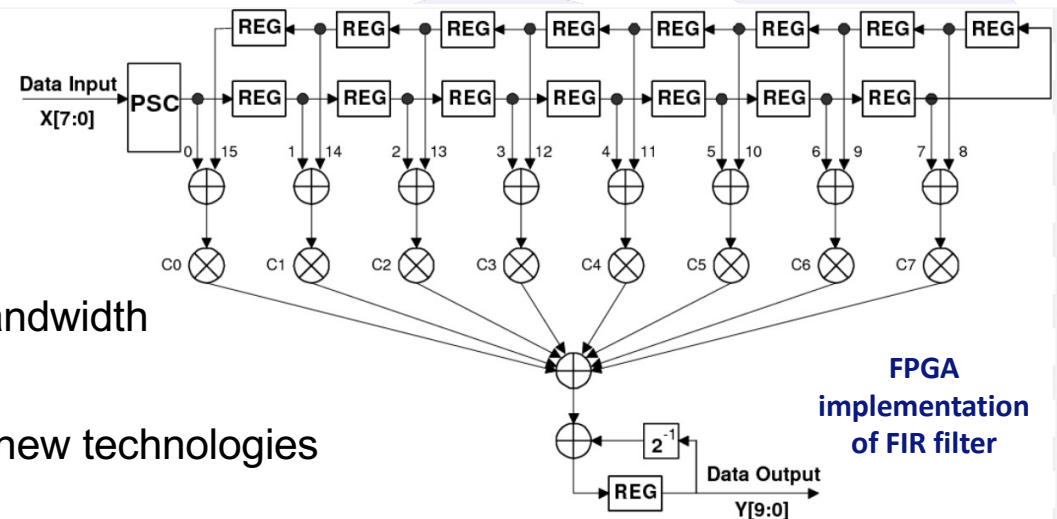 REG REG REG REG REG REG REG REG
Data Input
X[7:0]
PSC
REG REG REG REG REG REG REG
0 15 1 14 2 13 3 12 4 11 5 10 6 9 7 8
C0 C1 C2 C3 C4 C5 C6 C7
andwidth
new technologies
FPGA
implementation
of FIR filter
2-1
REG
Data Output
Y[9:0]